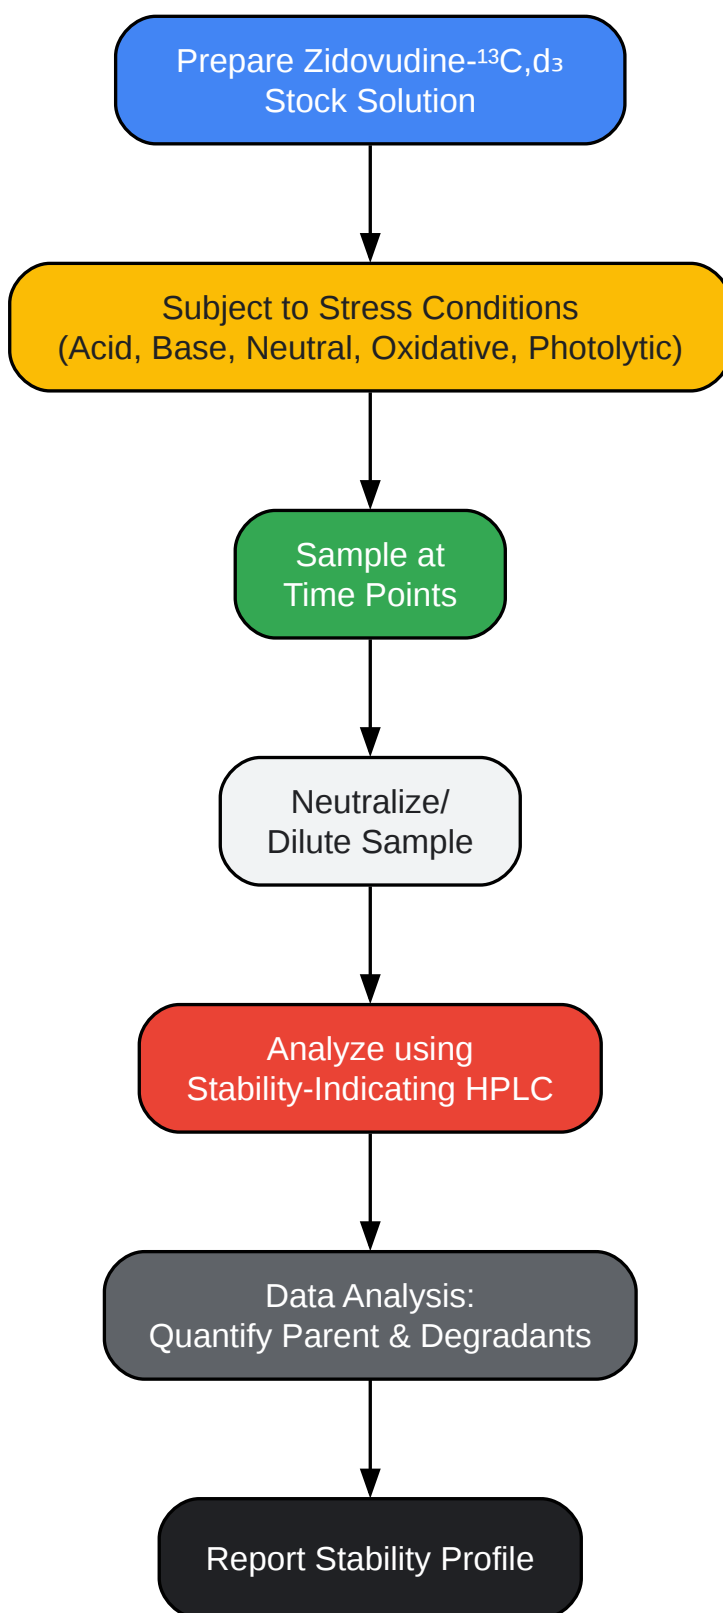 Prepare Zidovudine-¹³C,d₃
Stock Solution
Subject to Stress Conditions
(Acid, Base, Neutral, Oxidative, Photolytic)
Sample at
Time Points
Neutralize/
Dilute Sample
Analyze using
Stability-Indicating HPLC
Data Analysis:
Quantify Parent & Degradants
Report Stability Profile